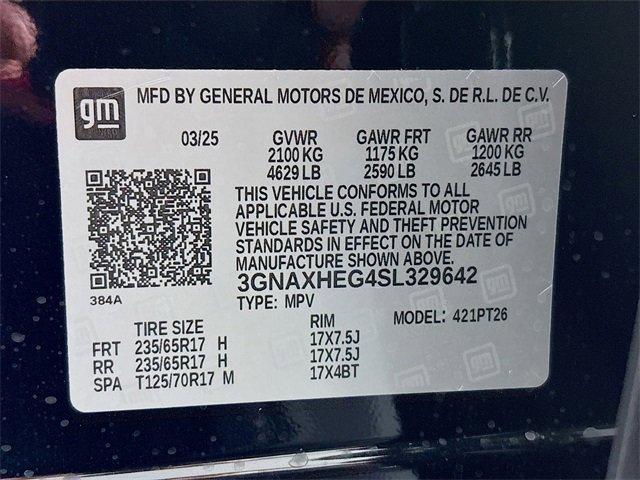 gm MFD BY GENERAL MOTORS DE MEXICO, S. DE R.L. DE C.V.
03/25 GVWR GAWR FRT GAWR RR
2100 KG 1175 KG 1200 KG
4629 LB 2590 LB 2645 LB
THIS VEHICLE CONFORMS TO ALL
APPLICABLE U.S. FEDERAL MOTOR
VEHICLE SAFETY AND THEFT PREVENTION
STANDARDS IN EFFECT ON THE DATE OF
MANUFACTURE SHOWN ABOVE.
3GNAXHEG4SL329642
384A TYPE: MPV MODEL: 421PT26
TIRE SIZE RIM
FRT 235/65R17 H 17X7.5J
RR 235/65R17 H 17X7.5J
SPA T125/70R17 M 17X4BT